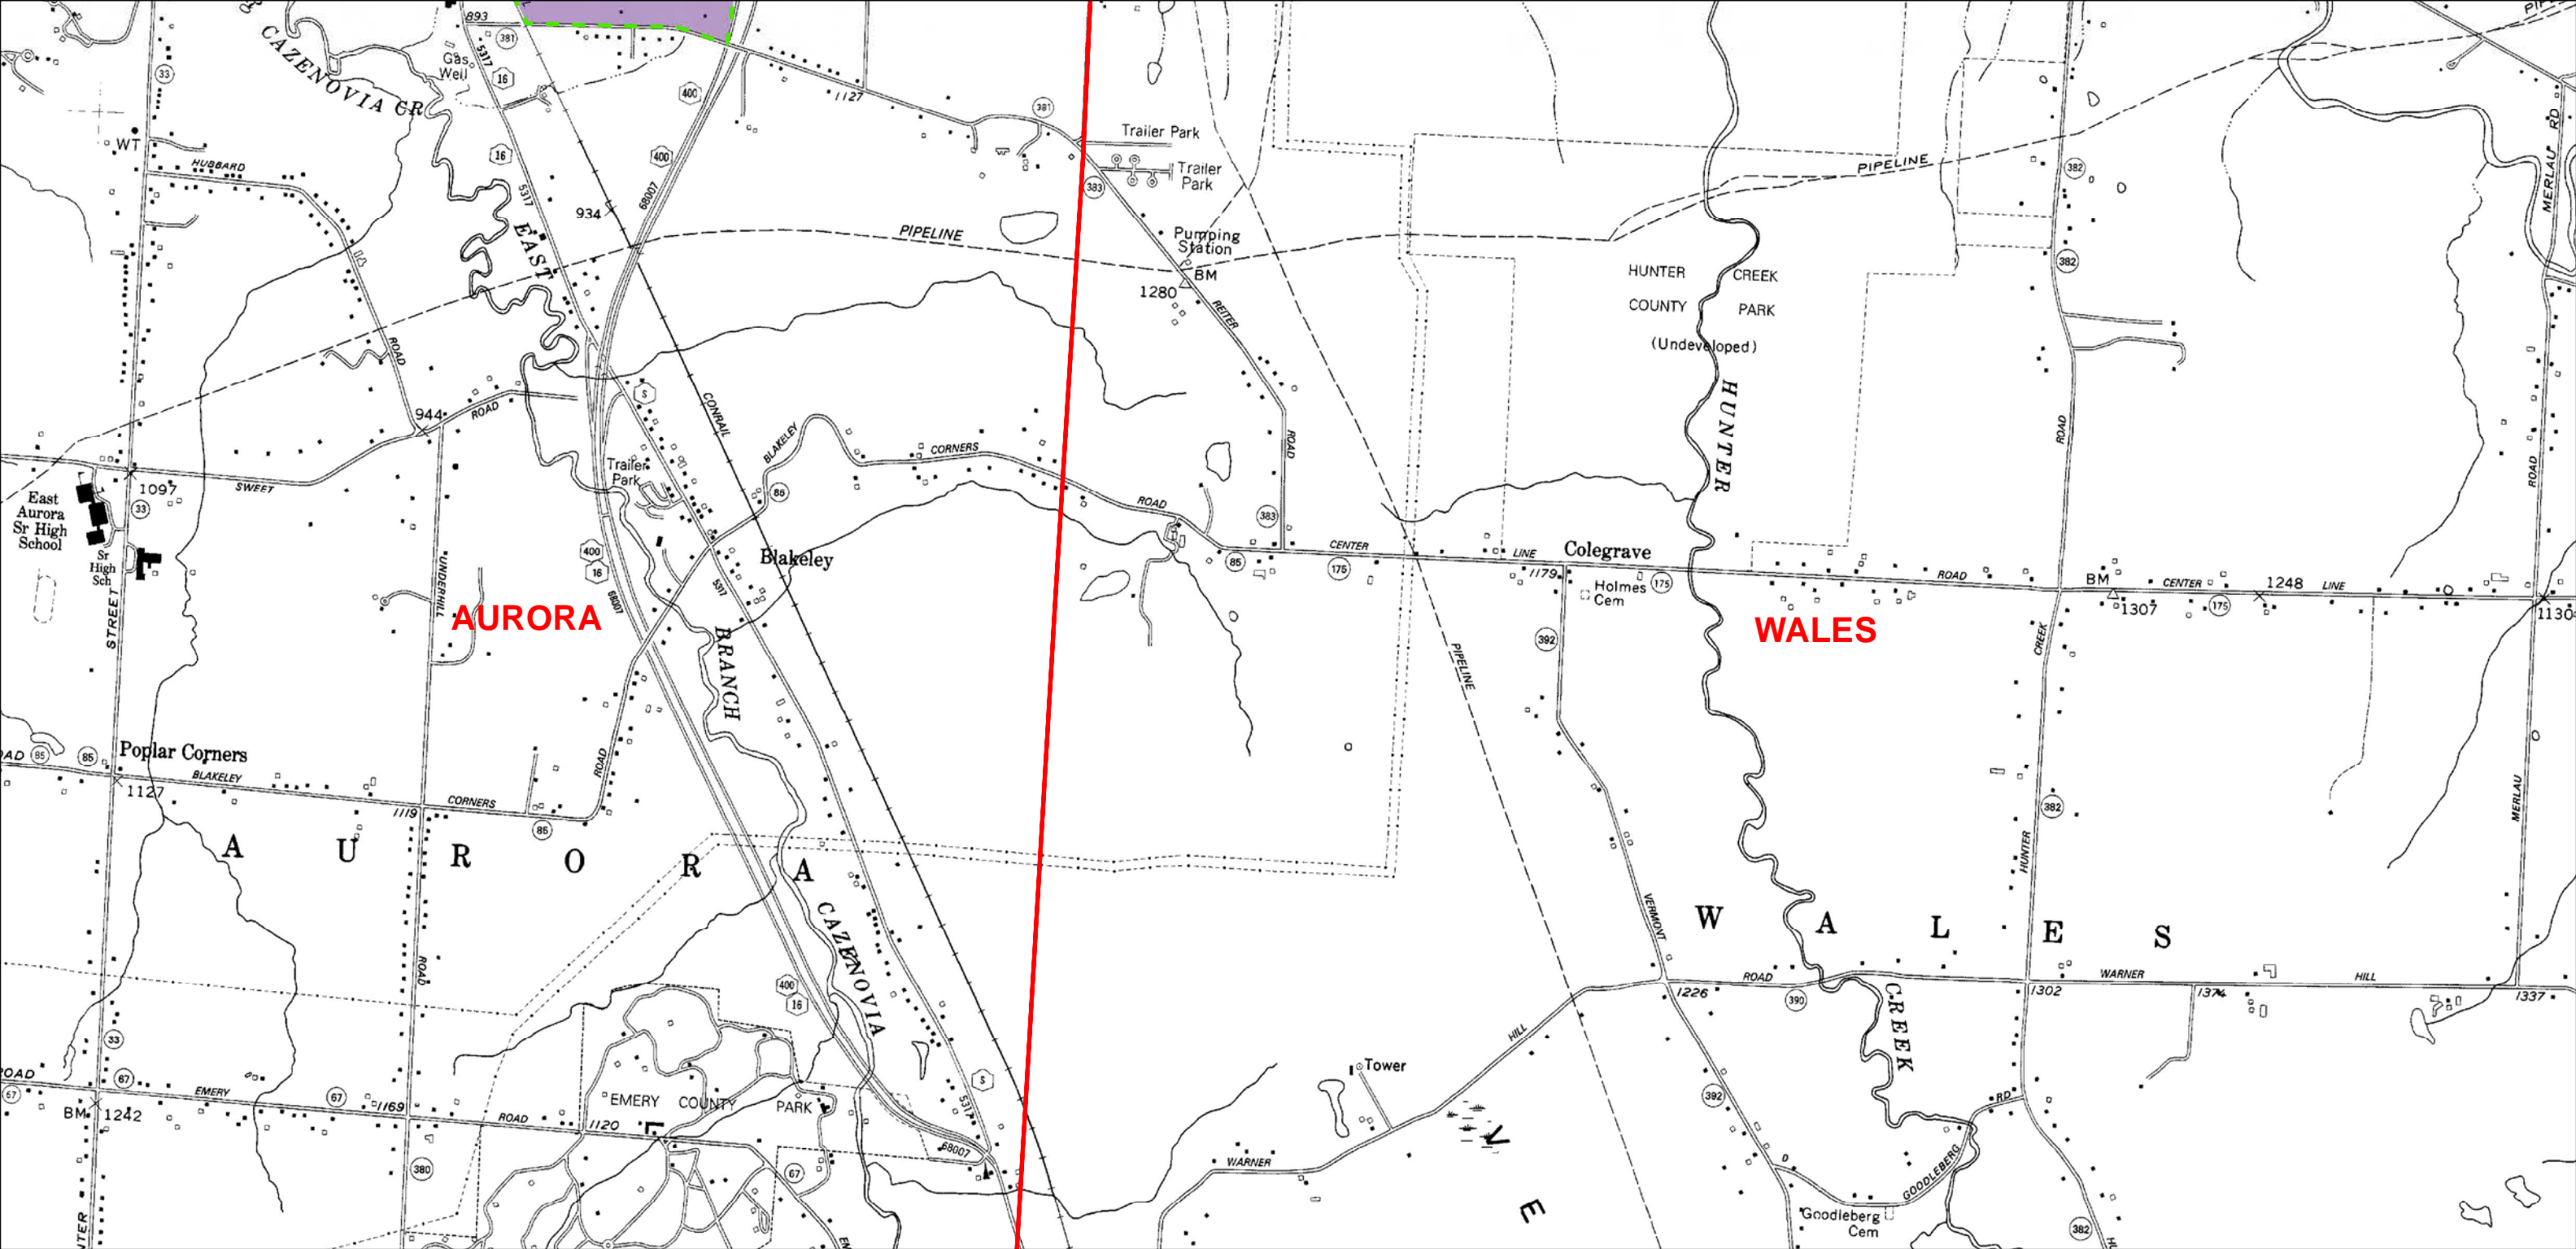 893
381
CAZENOVIA CR
Gas
Well
5317
16
33
400
1127
381
Trailer Park
WT
HUBBARD
16
400
5317
68007
Trailer
Park
383
PIPELINE
382
MERLAU RD
934
EAST
PIPELINE
Pumping
Station
BM
1280
REITER
HUNTER CREEK
COUNTY PARK
(Undeveloped)
382
ROAD
944
ROAD
S
CONRAIL
HUNTER
BLAKELEY
CORNERS
ROAD
ROAD
ROAD
ROAD
Trailer
Park
1097
SWEET
85
383
East
Aurora
Sr High
School
33
Sr
High
Sch
400
16
Blakeley
85
CENTER
175
LINE
Colegrave
1179
175
ROAD
BM
1307
CENTER
175
1248
LINE
1130
Holmes
Cem
STREET
UNDERHILL
68007
5317
AURORA
WALES
392
CREEK
PIPELINE
BRANCH
85
85
Poplar Corners
BLAKELEY
1127
1119
CORNERS
85
ROAD
382
MERLAU
HUNTER
AURORA
CAZENOVIA
VERMONT
WALES
ROAD
400
16
HILL
1226
ROAD
390
1302
WARNER
1374
HILL
1337
CREEK
33
67
ROAD
67
EMERY
67
1169
BM
1242
ROAD
1120
EMERY COUNTY PARK
S
5317
68007
Tower
392
RD
380
67
WARNER
GOODLEBERG
Goodleberg
Cem
382
V
E